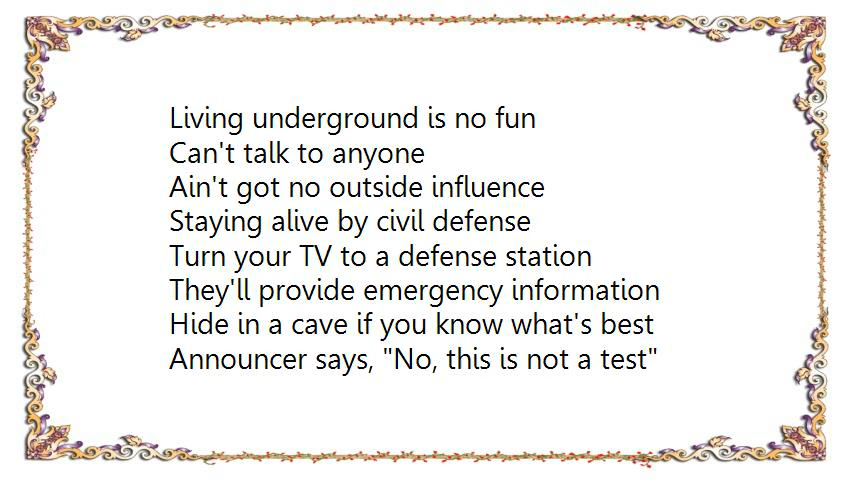 Living underground is no fun
Can't talk to anyone
Ain't got no outside influence
Staying alive by civil defense
Turn your TV to a defense station
They'll provide emergency information
Hide in a cave if you know what's best
Announcer says, "No, this is not a test"